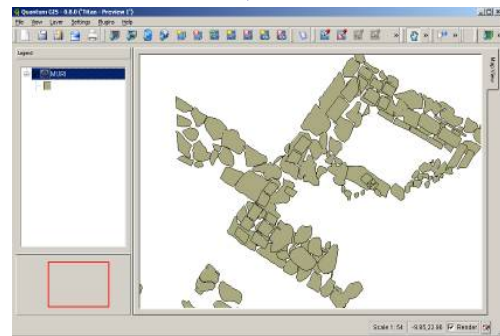 Quantum GIS - 0.8.0 ("Titan - Preview 2")
File View Layer Settings Plugins Help
Legend
MURI
Map View
Scale 1: 54
Render